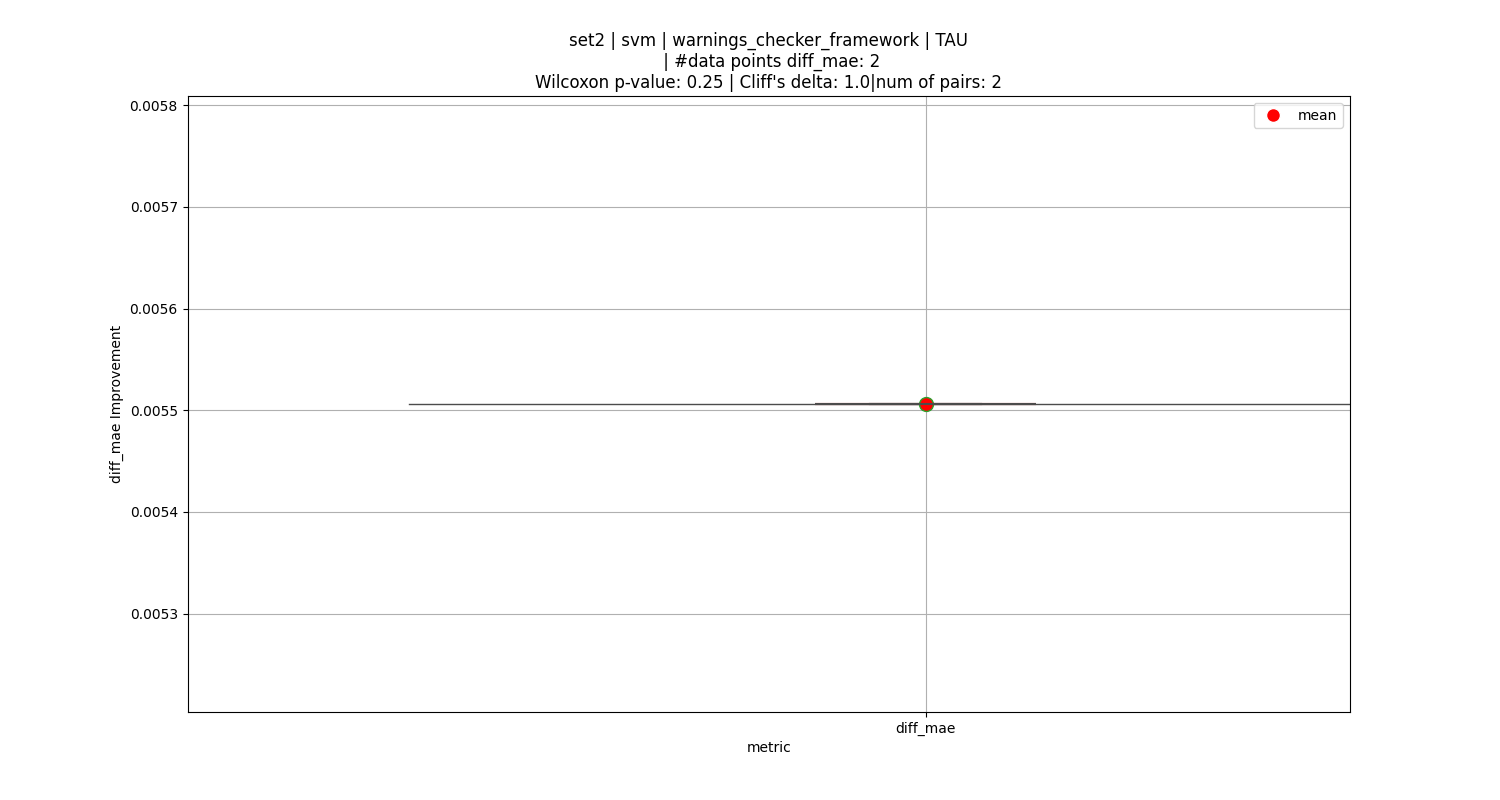 set2 | svm | warnings_checker_framework | TAU
| #data points diff_mae: 2
Wilcoxon p-value: 0.25 | Cliff's delta: 1.0|num of pairs: 2
mean
0.0058
0.0057
0.0056
0.0055
0.0054
0.0053
diff_mae Improvement
diff_mae
metric